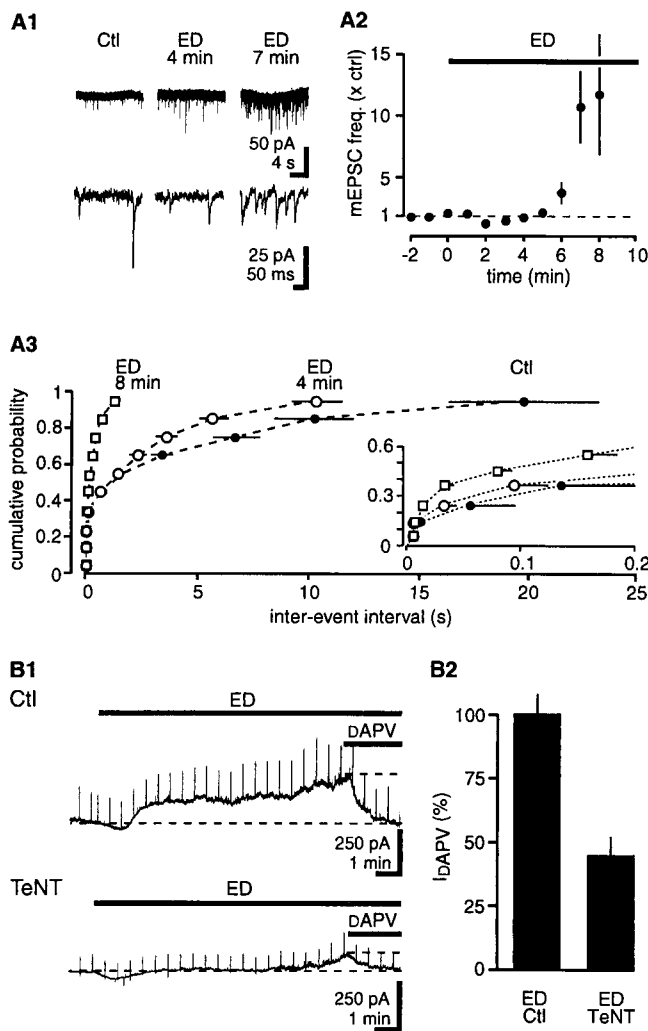 A1
Ctl
ED
4 min
ED
7 min
50 pA
4 s
25 pA
50 ms
A2
ED
mEPSC freq. (x ctrl)
15
10
5
1
-2 0 2 4 6 8 10
time (min)
A3
ED
8 min
ED
4 min
Ctl
cumulative probability
1
0.8
0.6
0.4
0.2
0
0.6
0.3
0
0 0.1 0.2
0 5 10 15 20 25
inter-event interval (s)
B1
Ctl
ED
DAPV
250 pA
1 min
TeNT
ED
DAPV
250 pA
1 min
B2
IDAPV (%)
100
75
50
25
0
ED
Ctl
ED
TeNT